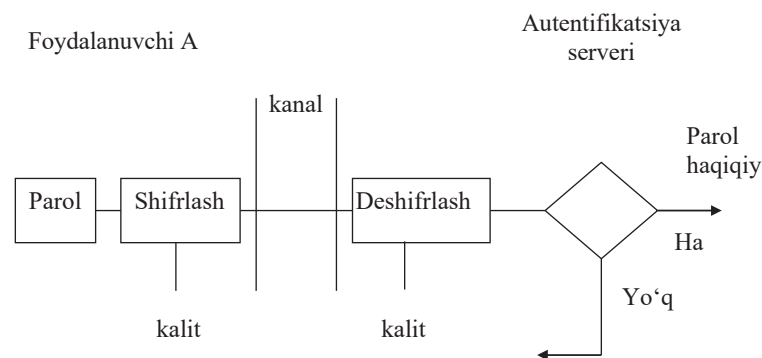 Foydalanuvchi A
Autentifikatsiya
serveri
kanal
Parol
haqiqiy
Parol
Shifrlash
Deshifrlash
Ha
Yo‘q
kalit
kalit